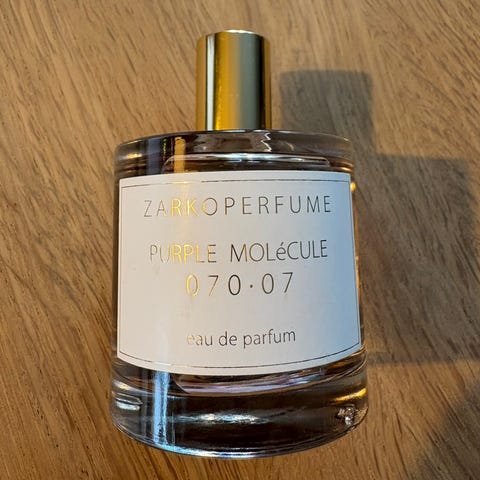 ZARKOPERFUME
PURPLE MOLéCULE
070·07
eau de parfum